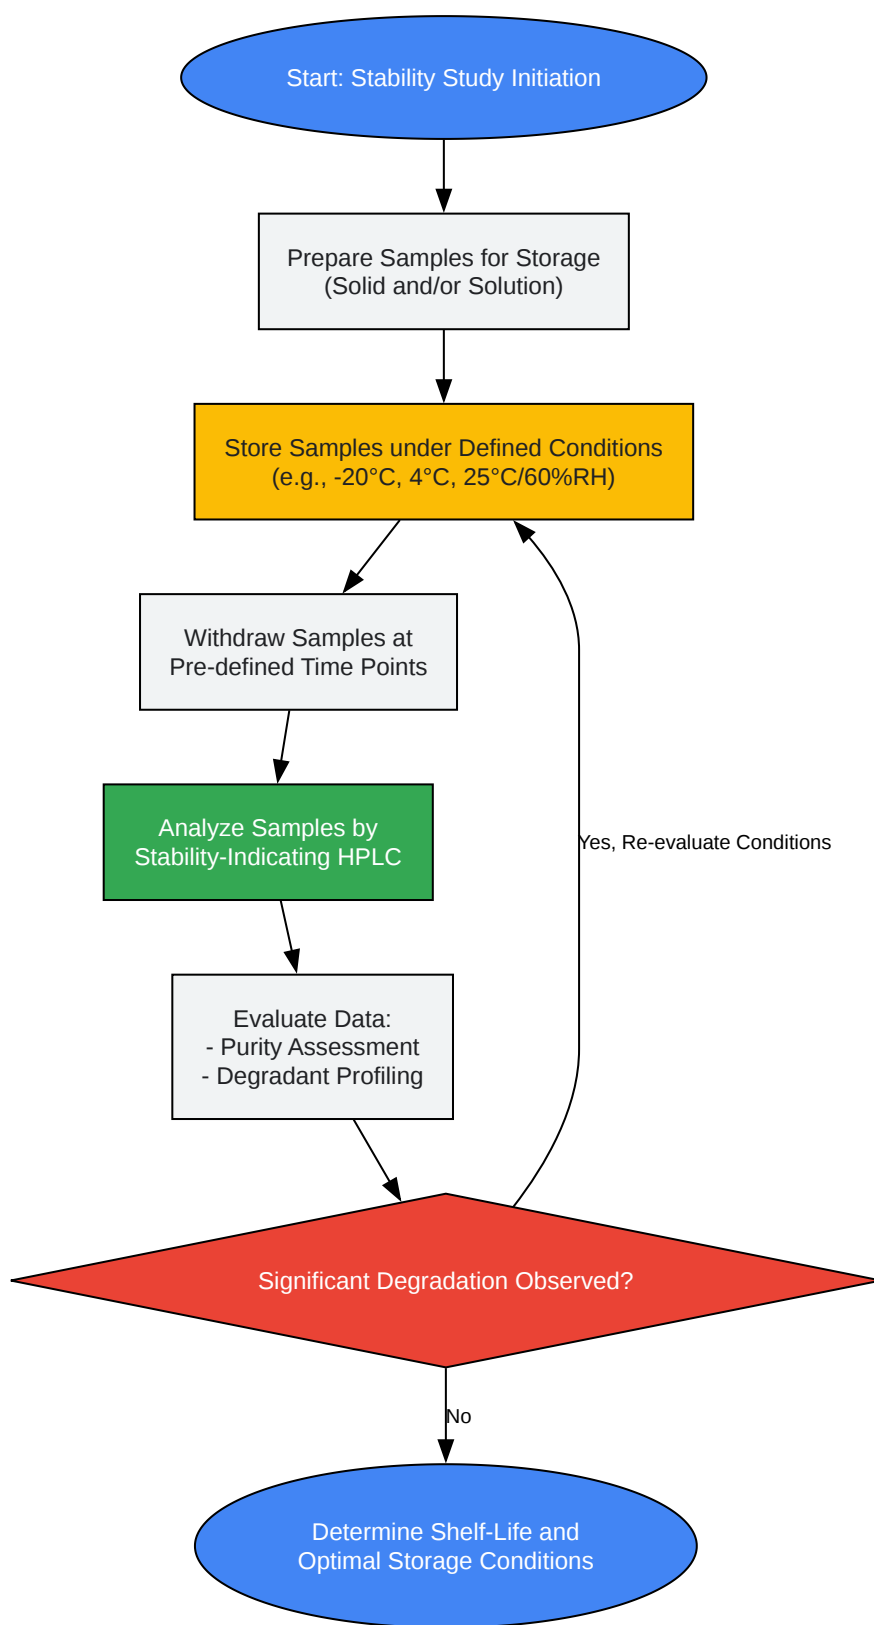 Start: Stability Study Initiation
Prepare Samples for Storage
(Solid and/or Solution)
Store Samples under Defined Conditions
(e.g., -20°C, 4°C, 25°C/60%RH)
Withdraw Samples at
Pre-defined Time Points
Analyze Samples by
Stability-Indicating HPLC
Yes, Re-evaluate Conditions
Evaluate Data:
- Purity Assessment
- Degradant Profiling
Significant Degradation Observed?
No
Determine Shelf-Life and
Optimal Storage Conditions